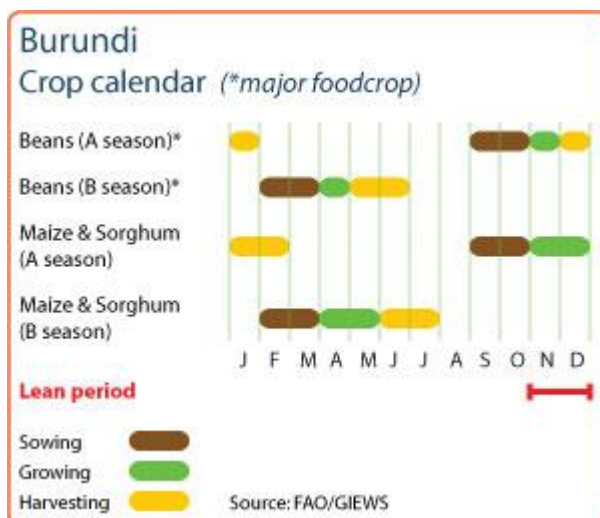 Burundi
Crop calendar (*major foodcrop)
Beans (A season)*
Beans (B season)*
Maize & Sorghum
(A season)
Maize & Sorghum
(B season)
J F M A M J J A S O N D
Lean period
Sowing
Growing
Harvesting
Source: FAO/GIEWS